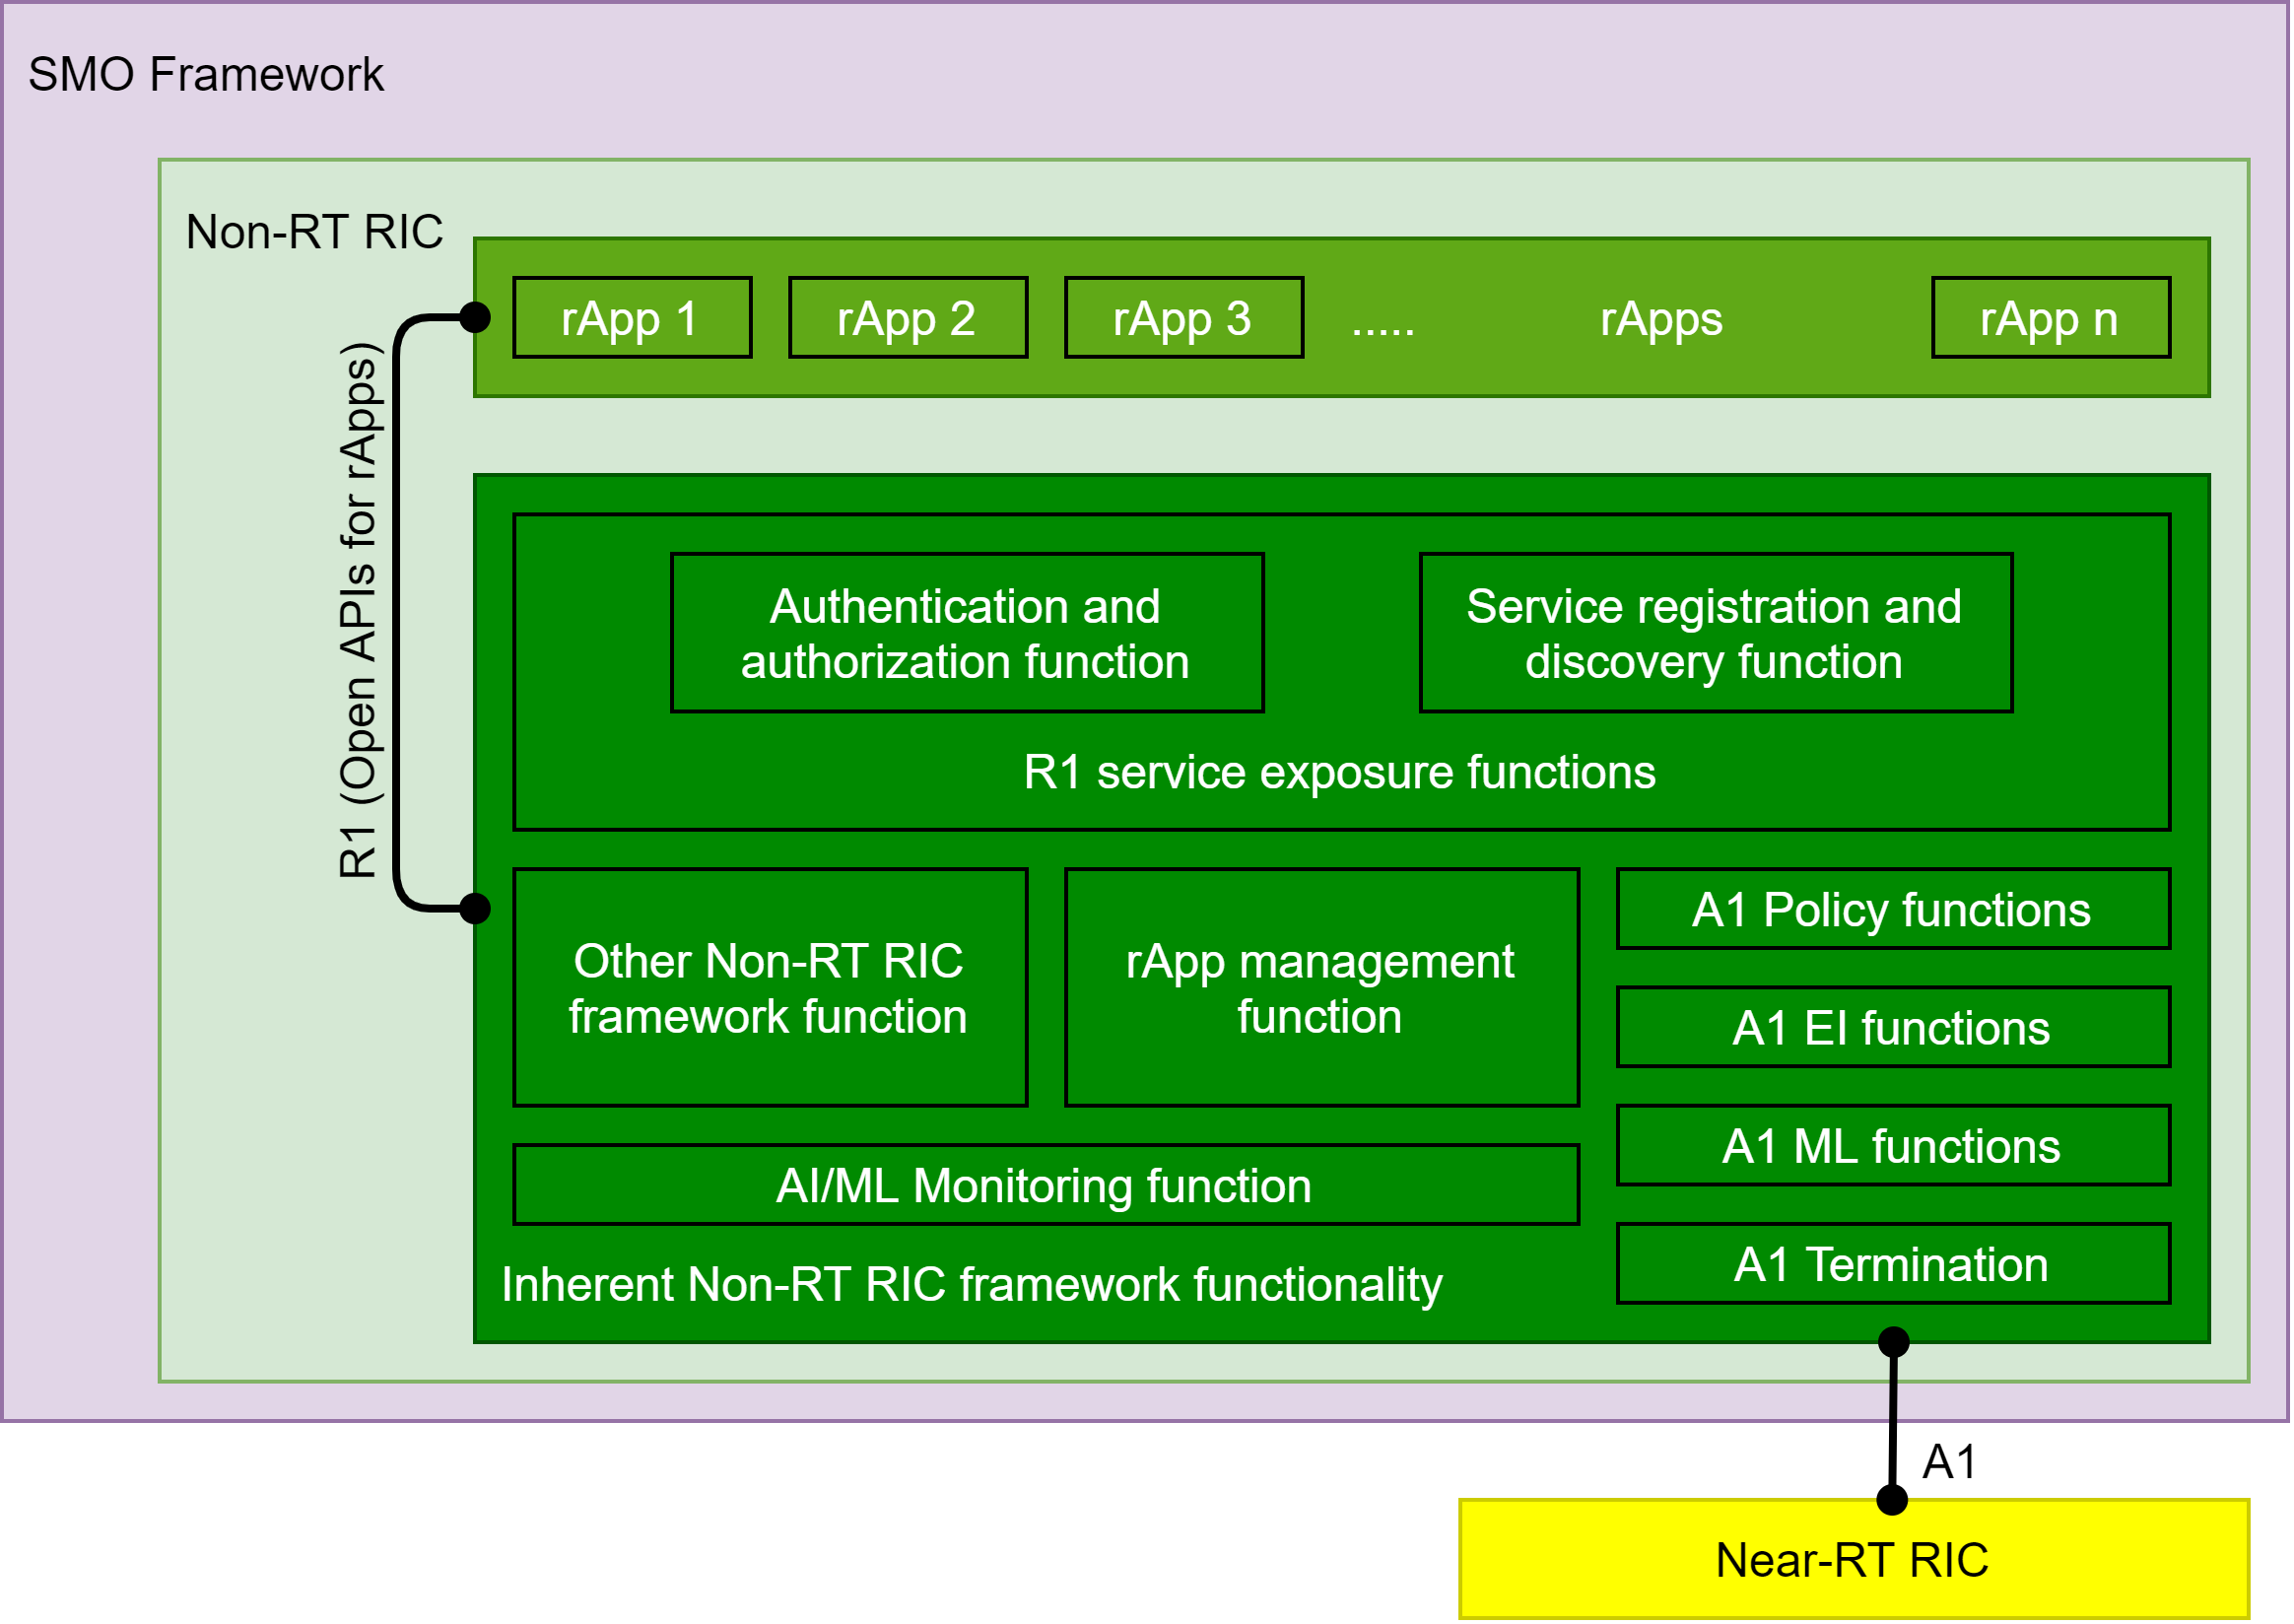 SMO Framework
Non-RT RIC
rApp 1
rApp 2
rApp 3
.....
rApps
rApp n
R1 (Open APIs for rApps)
Authentication and
authorization function
Service registration and
discovery function
R1 service exposure functions
Other Non-RT RIC
framework function
rApp management
function
A1 Policy functions
A1 EI functions
A1 ML functions
AI/ML Monitoring function
A1 Termination
Inherent Non-RT RIC framework functionality
A1
Near-RT RIC